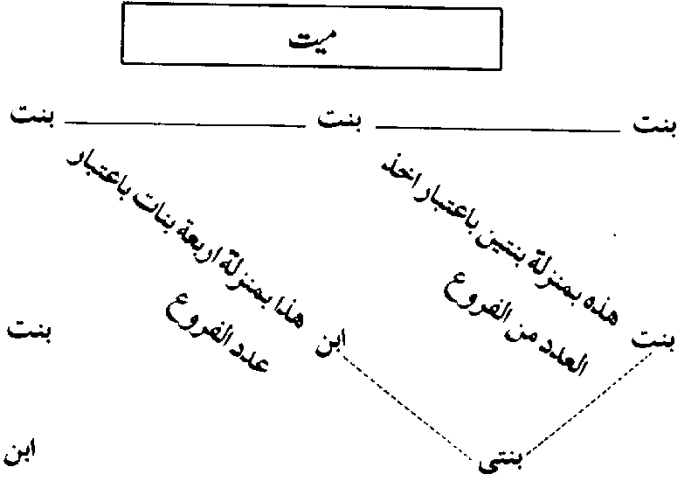 ميت
بنت بنت بنت
هذه بمنزلة بنتين باعتبار اخذ
العدد من الفروع
هذا بمنزلة اربعة بنات باعتبار
عدد الفروع
بنت ابن بنت
بنتى ابن